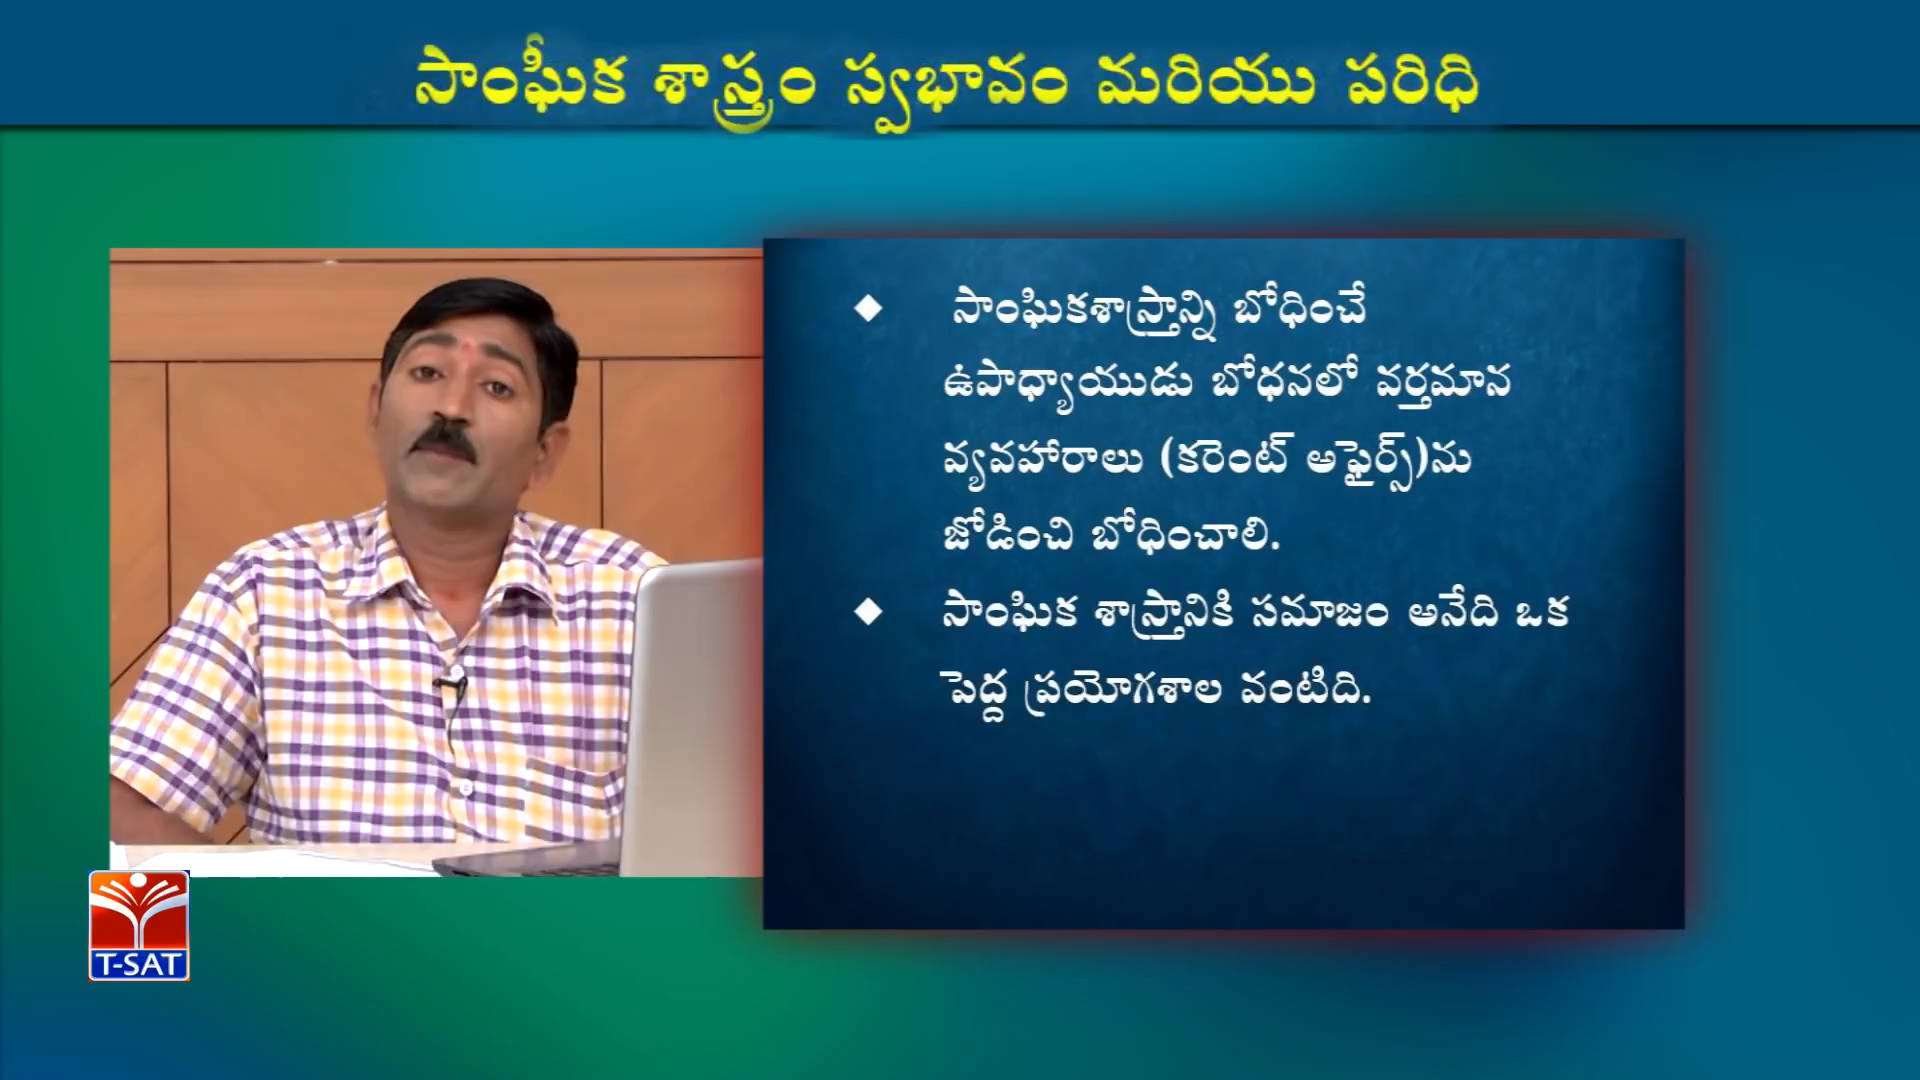 సాంఘీక శాస్త్రం స్వభావం మరియు పరిధి
సాంఘికశాస్త్రాన్ని బోధించే
ఉపాధ్యాయుడు బోధనలో వర్తమాన
వ్యవహారాలు (కరెంట్ అఫైర్స్)ను
జోడించి బోధించాలి.
సాంఘిక శాస్త్రానికి సమాజం అనేది ఒక
పెద్ద ప్రయోగశాల వంటిది.
T-SAT